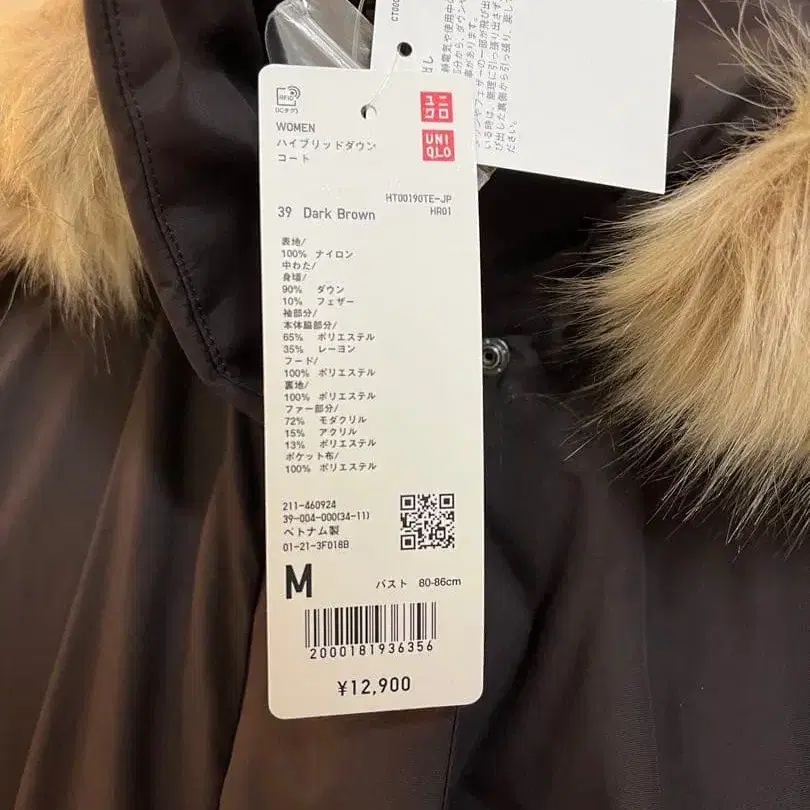 RFID
ユニ
クロ
UNI
QLO
WOMEN
ハイブリッドダウン
コート
HT00190TE-JP
39 Dark Brown
HR01
表地/
100% ナイロン
中わた/
身頃/
90% ダウン
10% フェザー
袖部分/
本体脇部分/
65% ポリエステル
35% レーヨン
フード/
100% ポリエステル
裏地/
100% ポリエステル
ファー部分/
72% モダクリル
15% アクリル
13% ポリエステル
ポケット布/
100% ポリエステル
211-460924
39-004-000(34-11)
ベトナム製
01-21-3F018B
M バスト 80-86cm
2000181936356
¥12,900